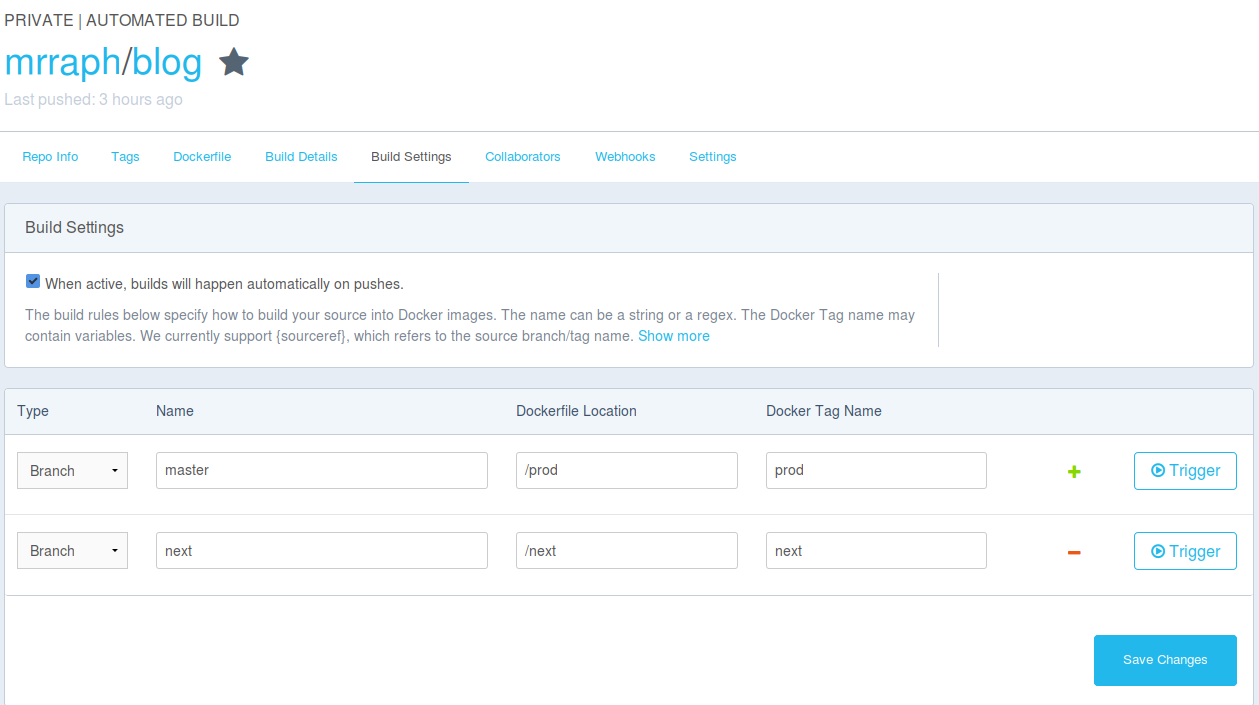 PRIVATE | AUTOMATED BUILD
mrraph/blog
Last pushed: 3 hours ago
Repo Info Tags Dockerfile Build Details Build Settings Collaborators Webhooks Settings
Build Settings
When active, builds will happen automatically on pushes.
The build rules below specify how to build your source into Docker images. The name can be a string or a regex. The Docker Tag name may
contain variables. We currently support {sourceref}, which refers to the source branch/tag name. Show more
Type Name Dockerfile Location Docker Tag Name
Branch master /prod prod Trigger
Branch next /next next Trigger
Save Changes